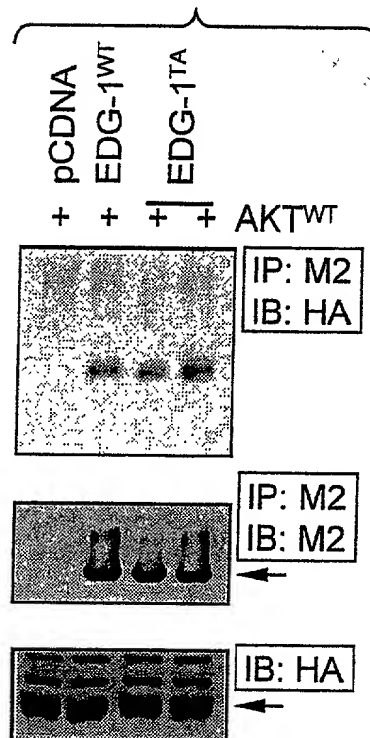 pCDNA
EDG-1WT
EDG-1TA
+ + + + AKTWT
IP: M2
IB: HA
IP: M2
IB: M2
IB: HA